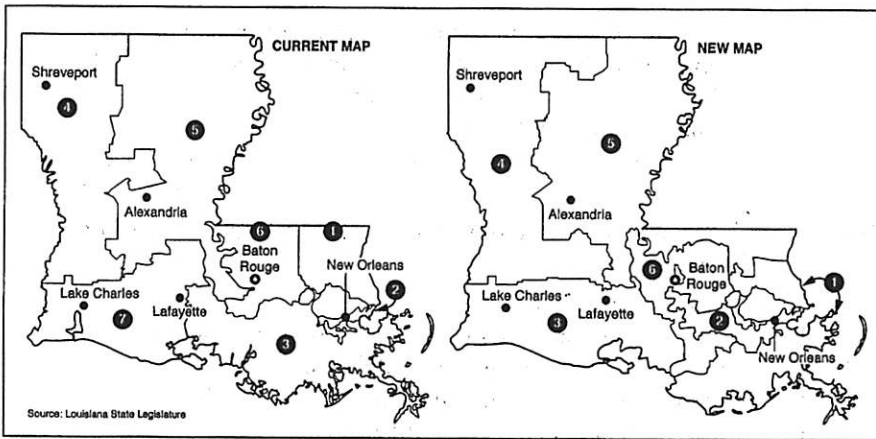 CURRENT MAP
Shreveport
4
5
Alexandria
6
1
Baton
Rouge
New Orleans
2
Lake Charles
Lafayette
7
3
Source: Louisiana State Legislature
NEW MAP
Shreveport
5
4
Alexandria
6
Baton
Rouge
1
Lake Charles
Lafayette
3
2
New Orleans